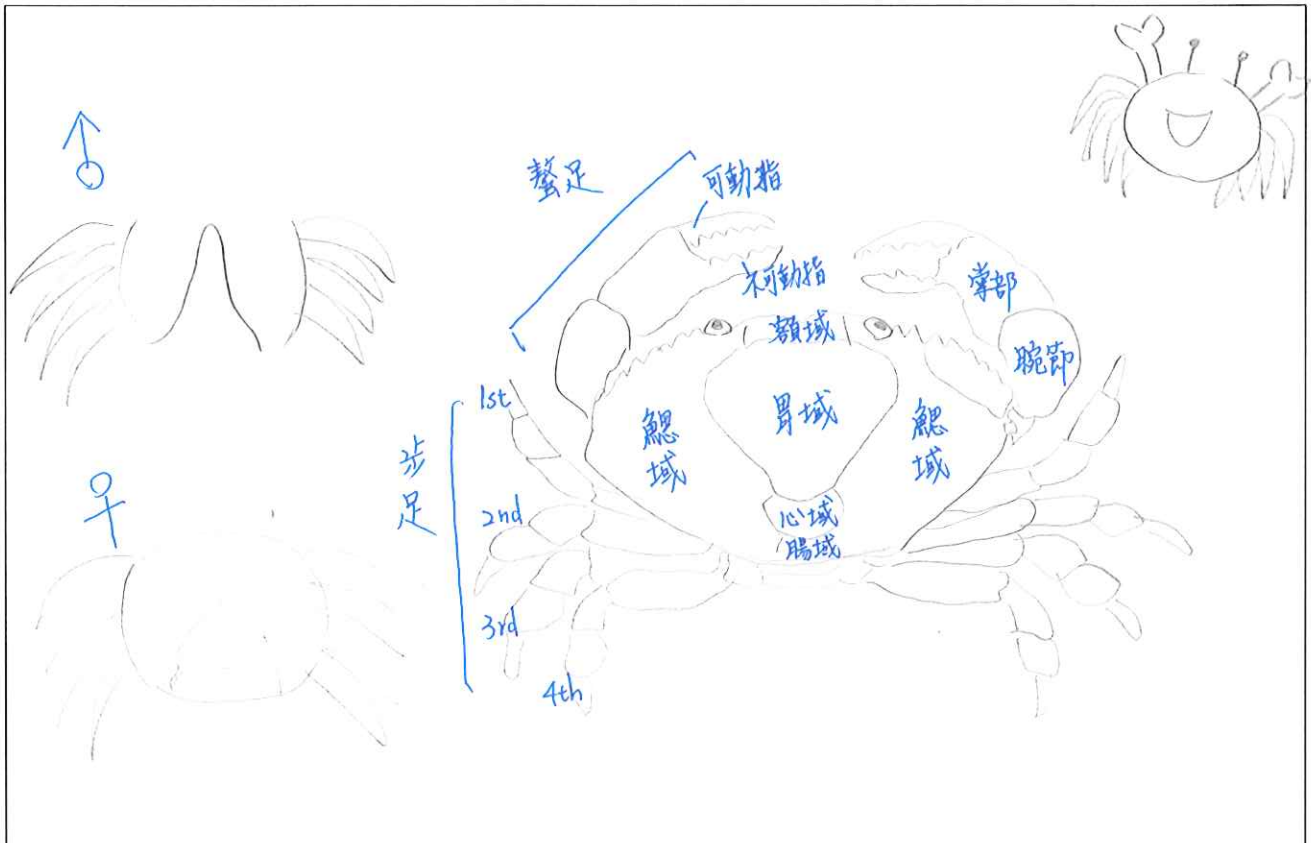 ♂
螯足
可動指
不可動指
掌部
額域
腕節
1st
胃域
鰓域
鰓域
步足
♀
2nd
心域
腸域
3rd
4th